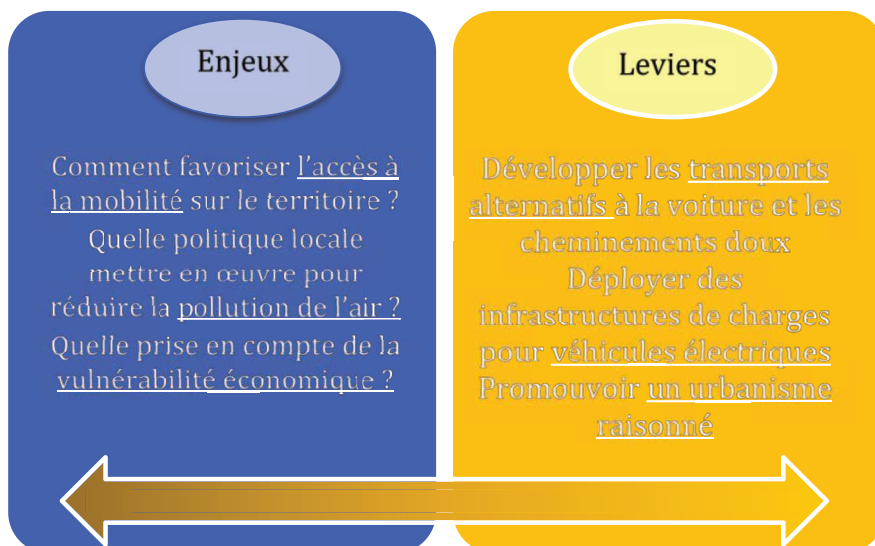 Enjeux
Comment favoriser l'accès à
la mobilité sur le territoire ?
Quelle politique locale
mettre en œuvre pour
réduire la pollution de l'air ?
Quelle prise en compte de la
vulnérabilité économique ?
Leviers
Développer les transports
alternatifs à la voiture et les
cheminements doux
Déployer des
infrastructures de charges
pour véhicules électriques
Promouvoir un urbanisme
raisonné